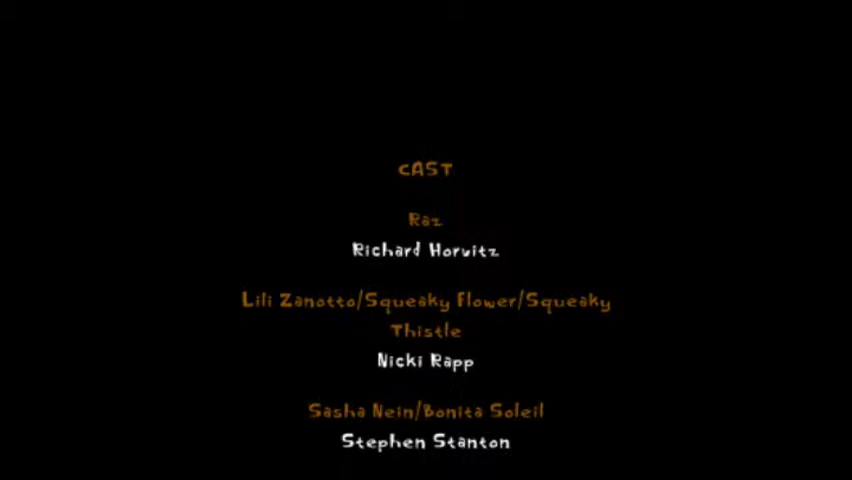 CAST
Raz
Richard Horvitz
Lili Zanotto/Squeaky Flower/Squeaky
Thistle
Nicki Rapp
Sasha Nein/Bonita Soleil
Stephen Stanton